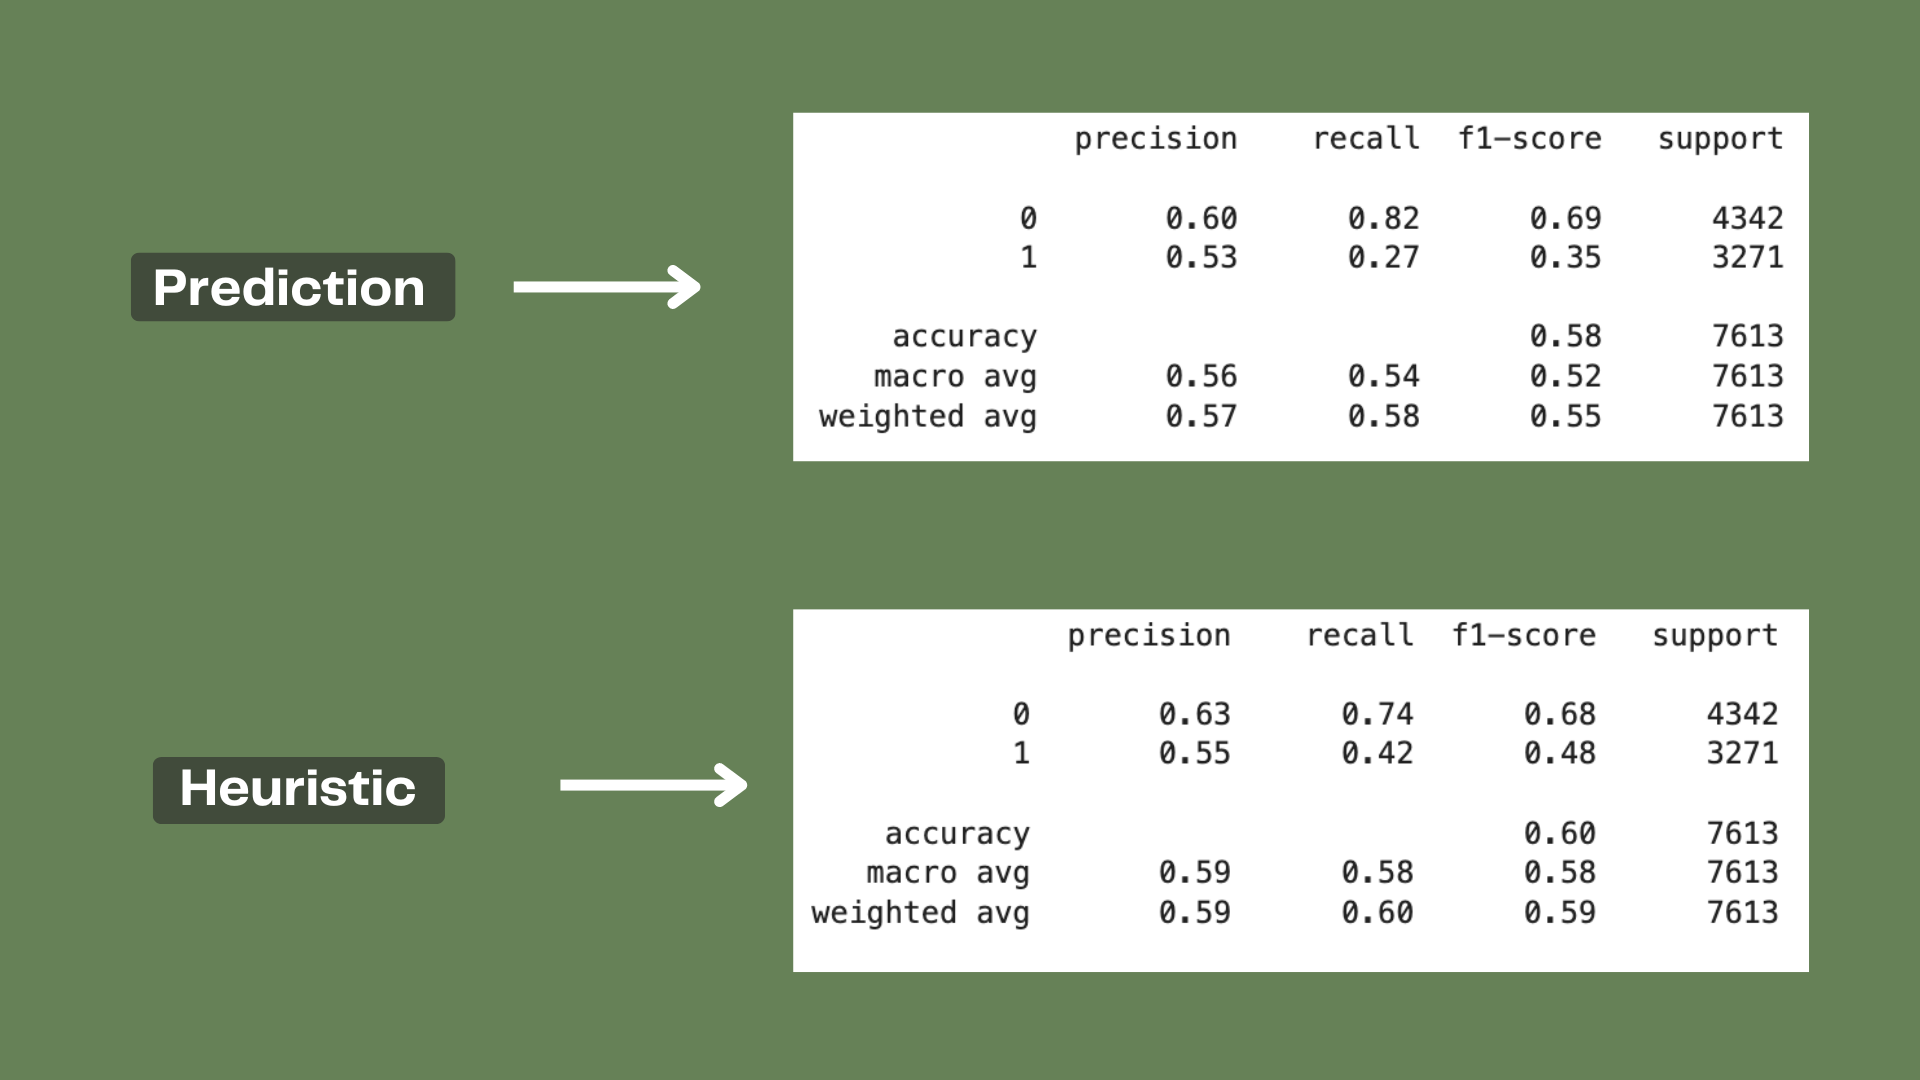 Prediction
precision recall f1-score support
0 0.60 0.82 0.69 4342
1 0.53 0.27 0.35 3271
accuracy 0.58 7613
macro avg 0.56 0.54 0.52 7613
weighted avg 0.57 0.58 0.55 7613
Heuristic
precision recall f1-score support
0 0.63 0.74 0.68 4342
1 0.55 0.42 0.48 3271
accuracy 0.60 7613
macro avg 0.59 0.58 0.58 7613
weighted avg 0.59 0.60 0.59 7613